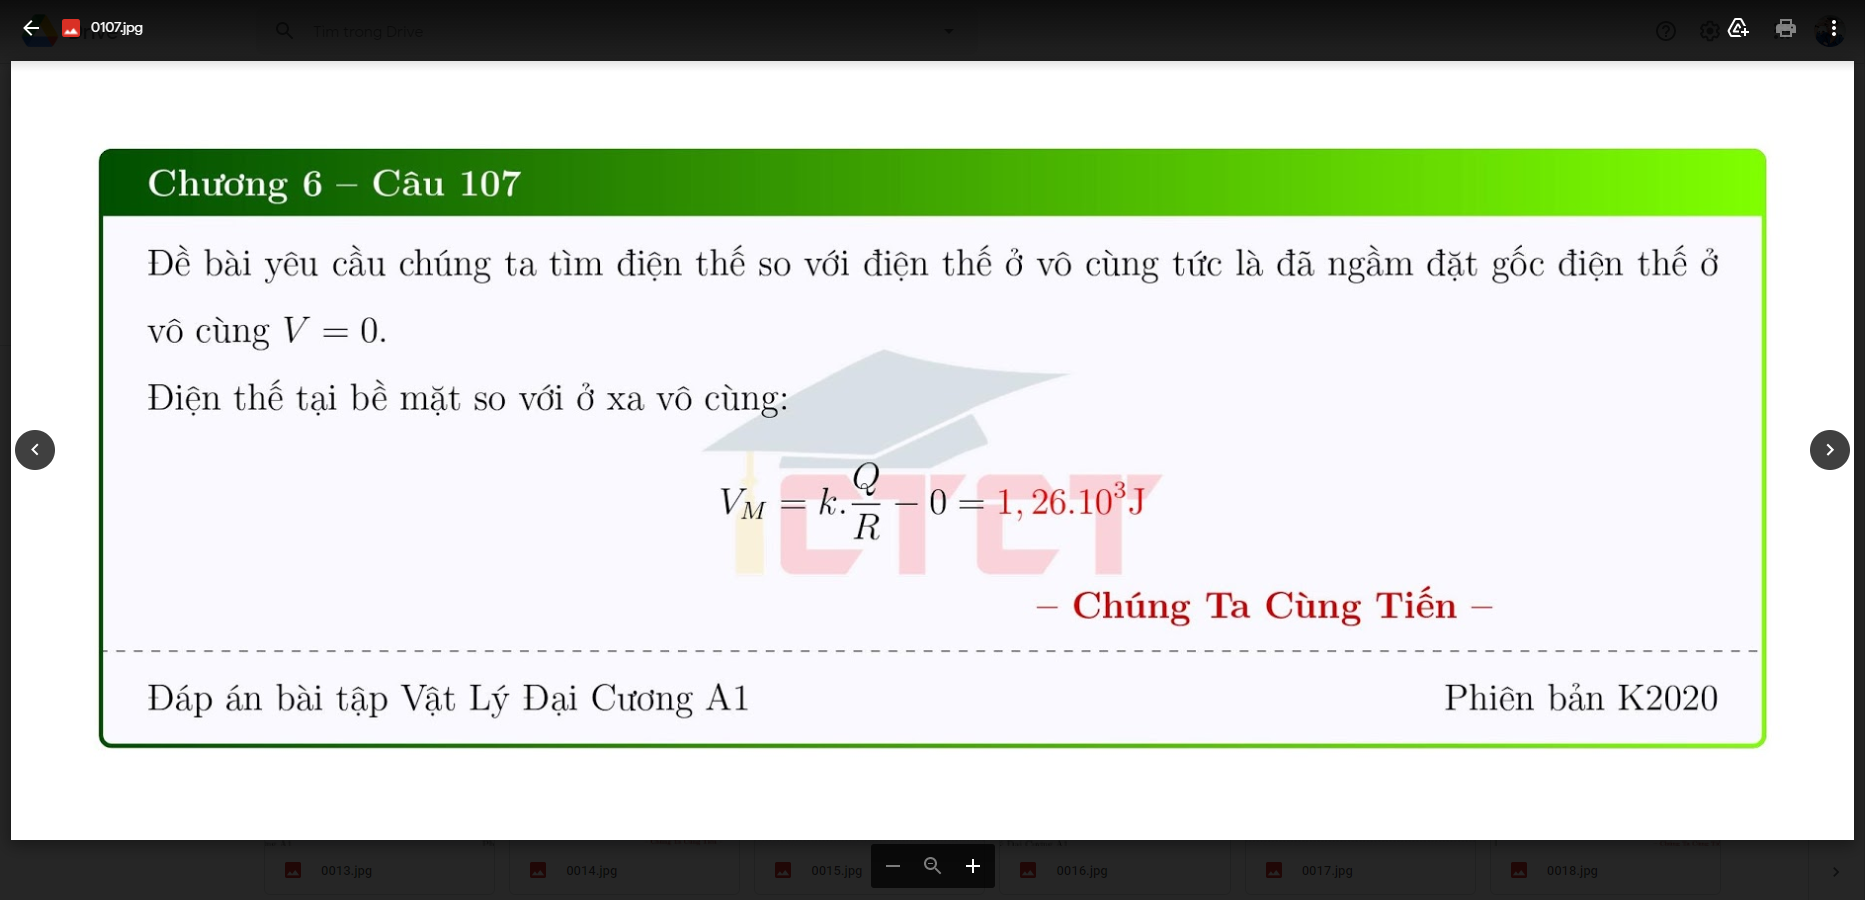 0107.jpg
Tìm trong Drive
Chương 6 – Câu 107
Đề bài yêu cầu chúng ta tìm điện thế so với điện thế ở vô cùng tức là đã ngầm đặt gốc điện thế ở
vô cùng V = 0.
Điện thế tại bề mặt so với ở xa vô cùng:
V_M = k.\frac{Q}{R} − 0 = 1, 26.10^3 J
CTCT
– Chúng Ta Cùng Tiến –
Đáp án bài tập Vật Lý Đại Cương A1 Phiên bản K2020
0013.jpg 0014.jpg 0015.jpg 0016.jpg 0017.jpg 0018.jpg